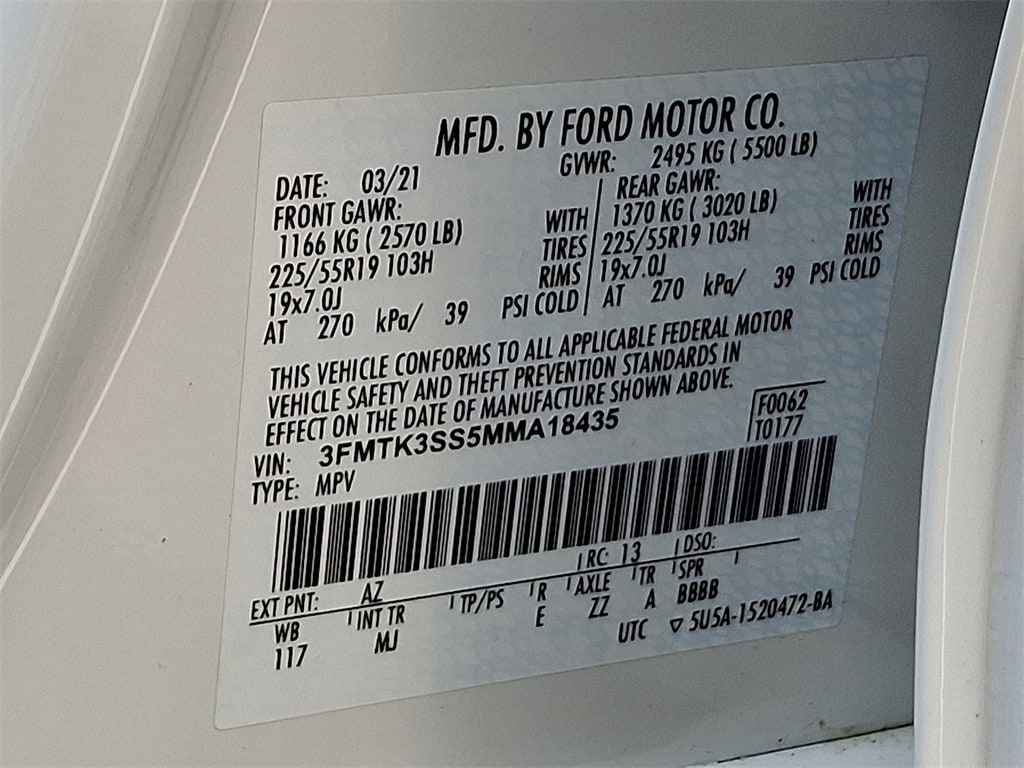 MFD. BY FORD MOTOR CO.
DATE: 03/21 GVWR: 2495 KG ( 5500 LB)
FRONT GAWR: REAR GAWR:
1166 KG ( 2570 LB) WITH 1370 KG ( 3020 LB) WITH
225/55R19 103H TIRES 225/55R19 103H TIRES
19x7.0J RIMS 19x7.0J RIMS
AT 270 kPa/ 39 PSI COLD AT 270 kPa/ 39 PSI COLD
THIS VEHICLE CONFORMS TO ALL APPLICABLE FEDERAL MOTOR
VEHICLE SAFETY AND THEFT PREVENTION STANDARDS IN
EFFECT ON THE DATE OF MANUFACTURE SHOWN ABOVE.
VIN: 3FMTK3SS5MMA18435 F0062
TYPE: MPV T0177
EXT PNT: AZ RC: 13 DSO:
WB INT TR TP/PS R AXLE TR SPR
117 MJ E ZZ A BBBB
UTC ▽ 5U5A-1520472-BA